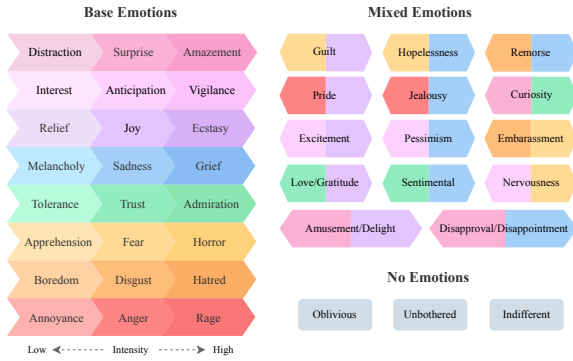 Base Emotions
Distraction Surprise Amazement
Interest Anticipation Vigilance
Relief Joy Ecstasy
Melancholy Sadness Grief
Tolerance Trust Admiration
Apprehension Fear Horror
Boredom Disgust Hatred
Annoyance Anger Rage
Low Intensity High
Mixed Emotions
Guilt Hopelessness Remorse
Pride Jealousy Curiosity
Excitement Pessimism Embarassment
Love/Gratitude Sentimental Nervousness
Amusement/Delight Disapproval/Disappointment
No Emotions
Oblivious Unbothered Indifferent